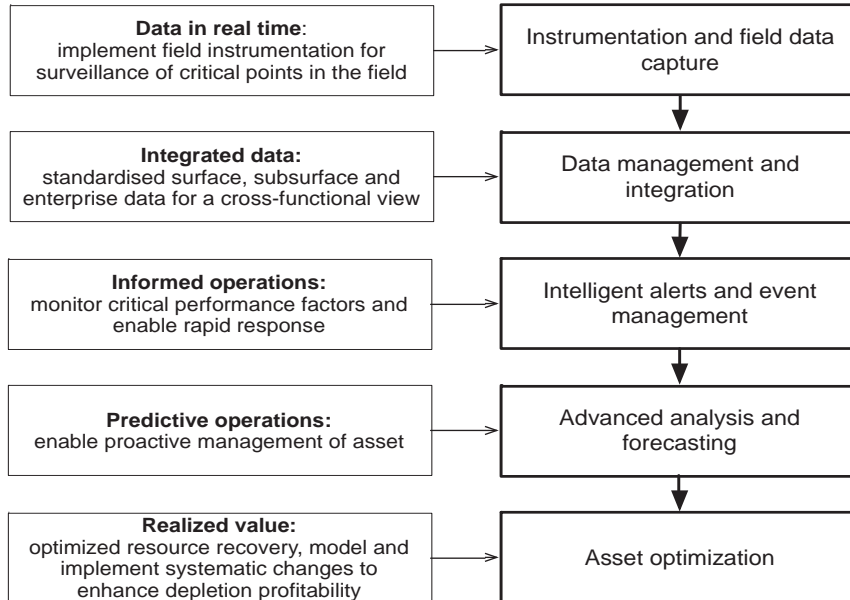 Data in real time:
implement field instrumentation for
surveillance of critical points in the field
Instrumentation and field data
capture
Integrated data:
standardised surface, subsurface and
enterprise data for a cross-functional view
Data management and
integration
Informed operations:
monitor critical performance factors and
enable rapid response
Intelligent alerts and event
management
Predictive operations:
enable proactive management of asset
Advanced analysis and
forecasting
Realized value:
optimized resource recovery, model and
implement systematic changes to
enhance depletion profitability
Asset optimization